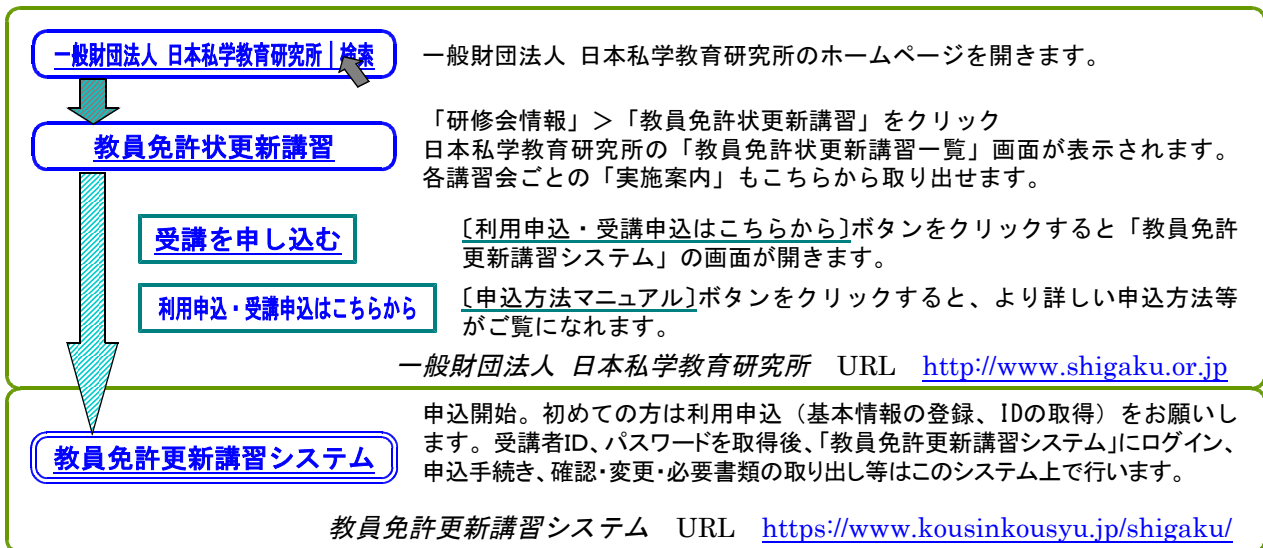 一般財団法人 日本私学教育研究所│検索
一般財団法人 日本私学教育研究所のホームページを開きます。
教員免許状更新講習
「研修会情報」＞「教員免許状更新講習」をクリック
日本私学教育研究所の「教員免許状更新講習一覧」画面が表示されます。
各講習会ごとの「実施案内」もこちらから取り出せます。
受講を申し込む
〔利用申込・受講申込はこちらから〕ボタンをクリックすると「教員免許
更新講習システム」の画面が開きます。
利用申込・受講申込はこちらから
〔申込方法マニュアル〕ボタンをクリックすると、より詳しい申込方法等
がご覧になれます。
一般財団法人 日本私学教育研究所　URL　http://www.shigaku.or.jp
申込開始。初めての方は利用申込（基本情報の登録、IDの取得）をお願いし
ます。受講者ID、パスワードを取得後、「教員免許更新講習システム」にログイン、
申込手続き、確認・変更・必要書類の取り出し等はこのシステム上で行います。
教員免許更新講習システム
教員免許更新講習システム　URL　https://www.kousinkousyu.jp/shigaku/